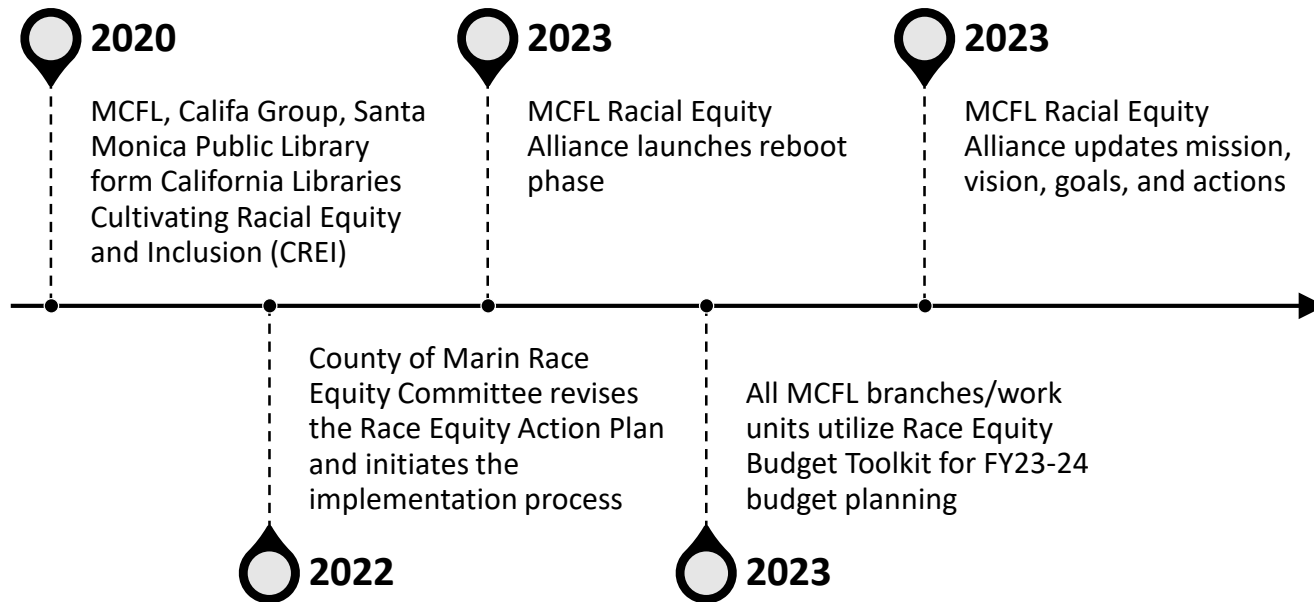 2020
MCFL, Califa Group, Santa
Monica Public Library
form California Libraries
Cultivating Racial Equity
and Inclusion (CREI)
2022
County of Marin Race
Equity Committee revises
the Race Equity Action Plan
and initiates the
implementation process
2023
MCFL Racial Equity
Alliance launches reboot
phase
2023
All MCFL branches/work
units utilize Race Equity
Budget Toolkit for FY23-24
budget planning
2023
MCFL Racial Equity
Alliance updates mission,
vision, goals, and actions